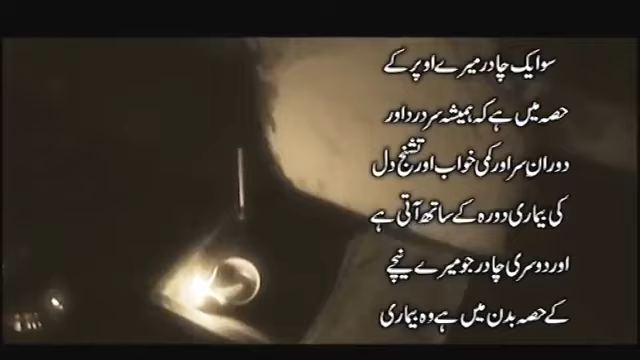 سو ایک چادر میرے اوپر کے
حصہ میں ہے کہ ہمیشہ سر درد اور
دوران سر اور کمی خواب اور تشنج دل
کی بیماری دورہ کے ساتھ آتی ہے
اور دوسری چادر جو میرے نیچے
کے حصہ بدن میں ہے وہ بیماری